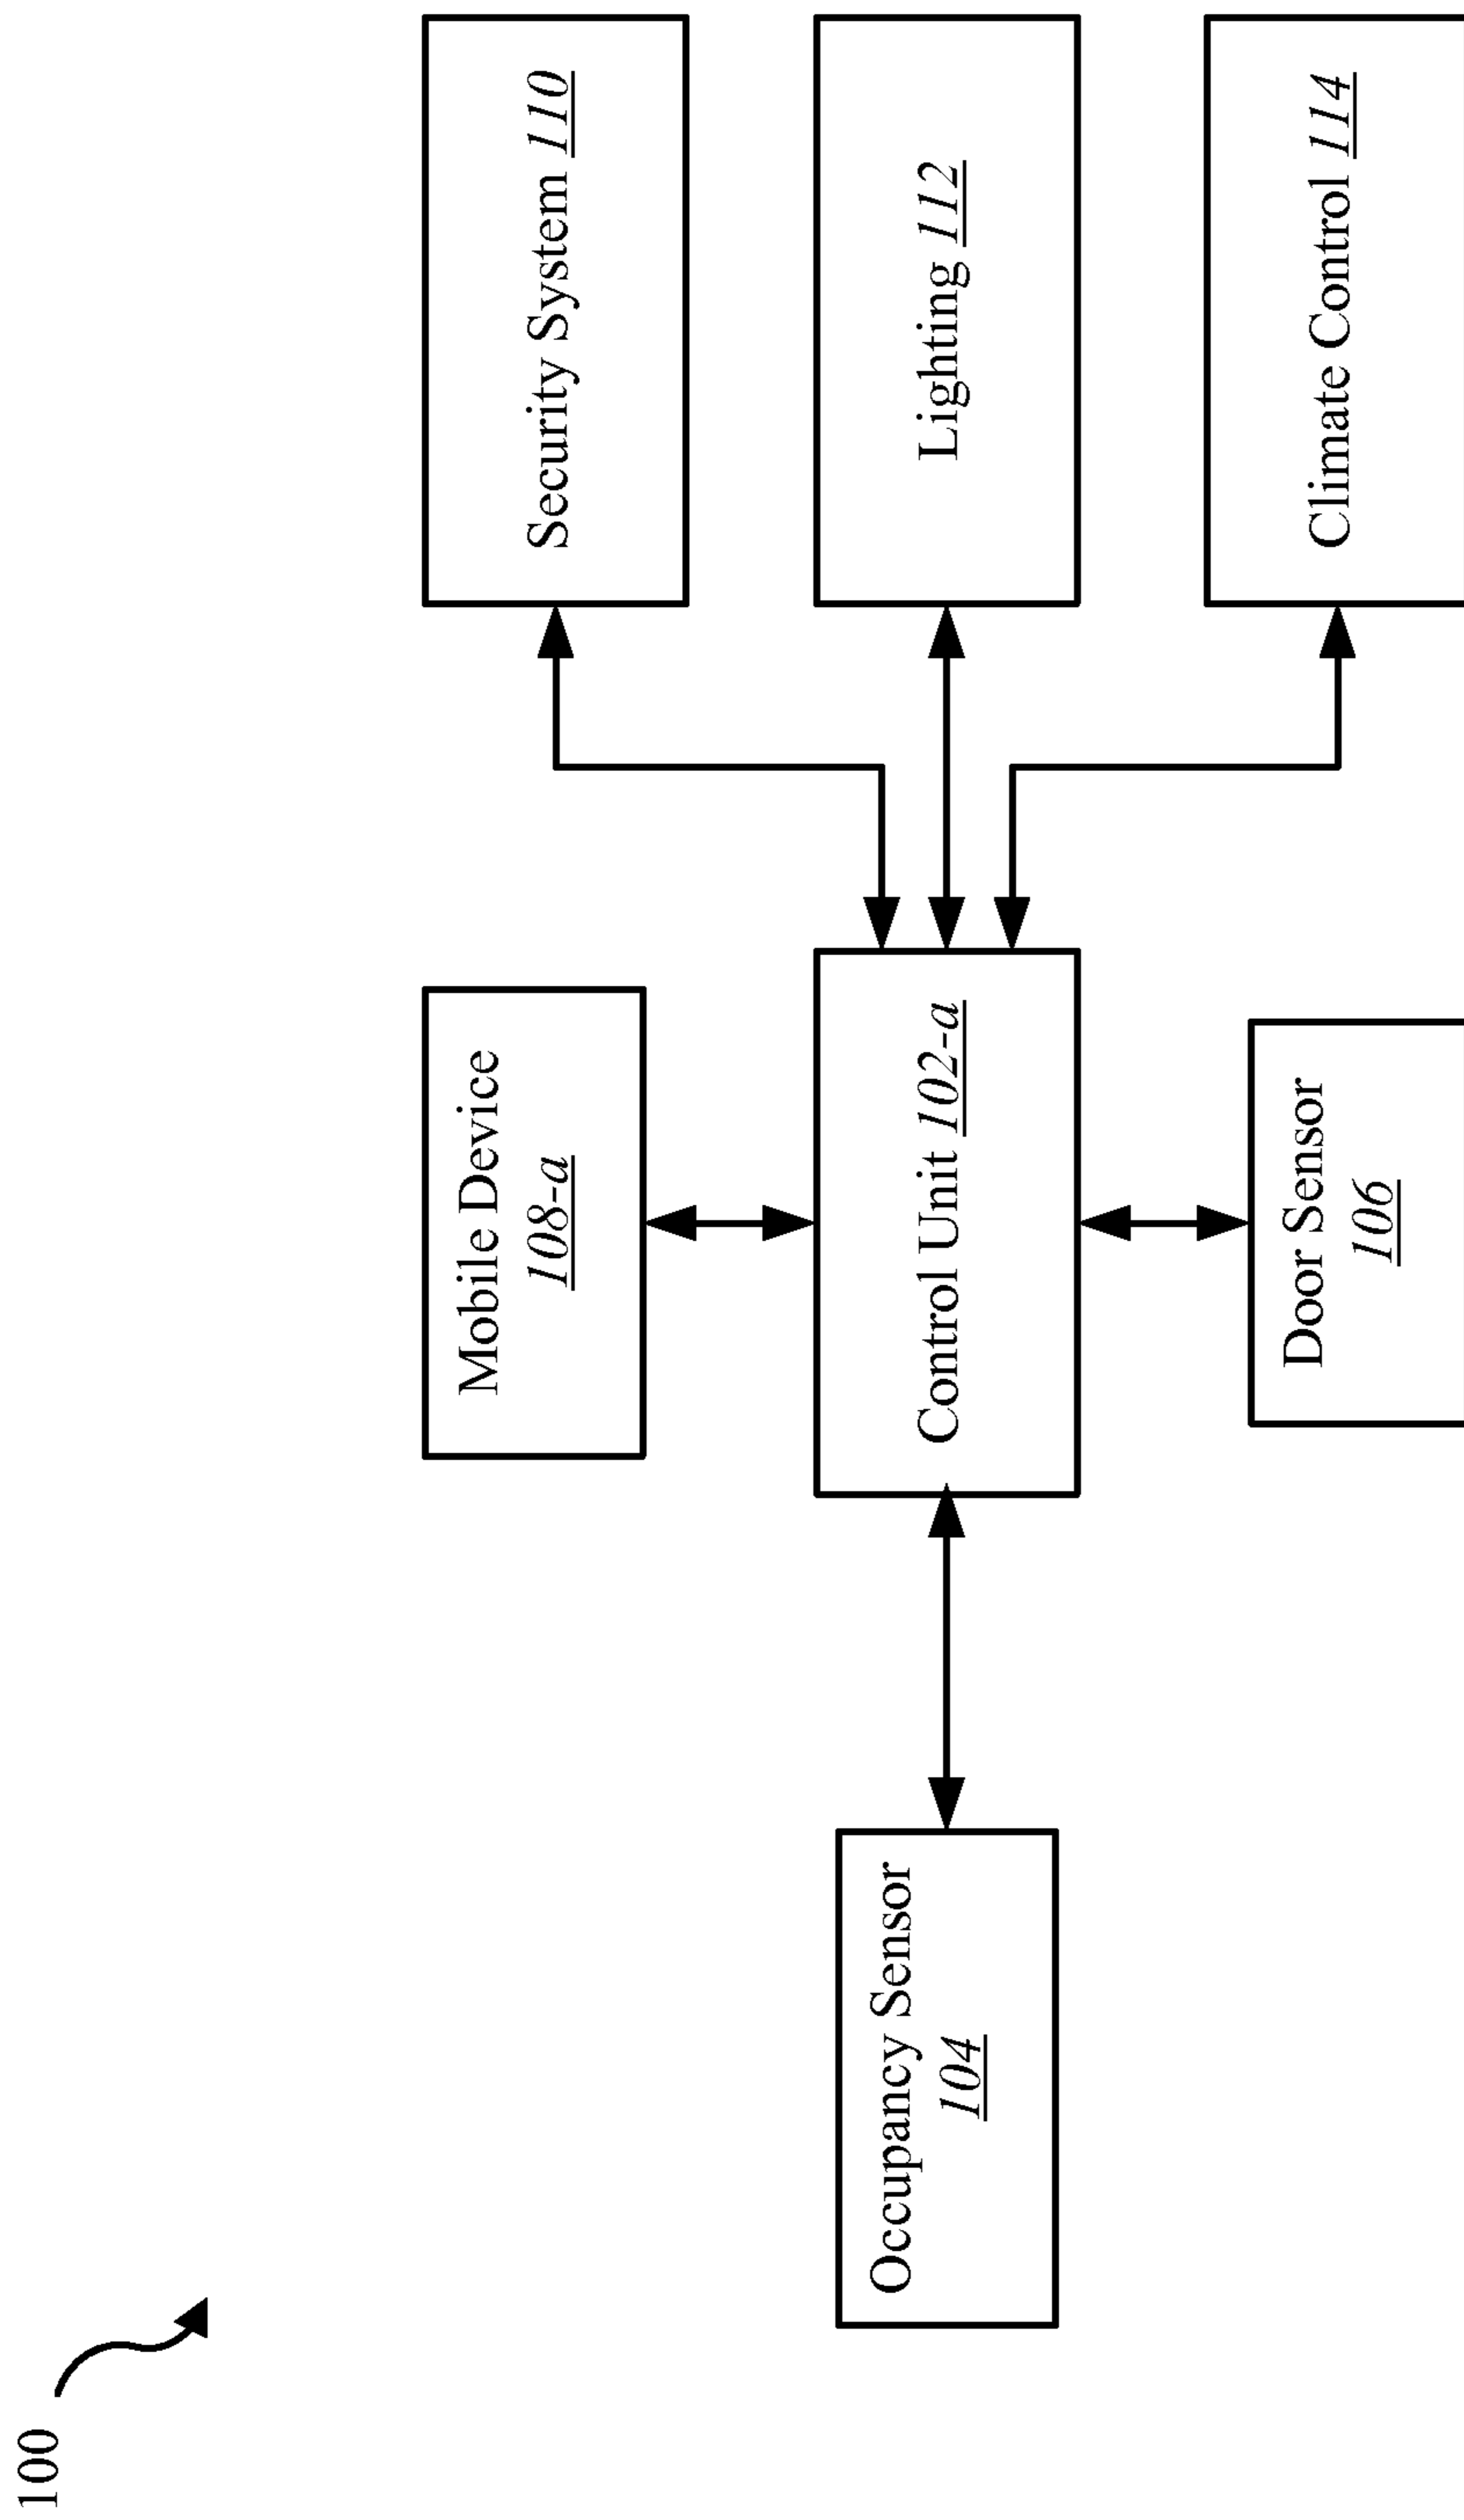 100
Mobile Device
108-a
Security System 110
Occupancy Sensor
104
Control Unit 102-a
Lighting 112
Door Sensor
106
Climate Control 114